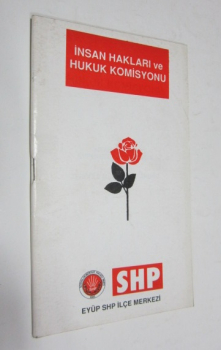 İNSAN HAKLARI ve
HUKUK KOMİSYONU
SHP
EYÜP SHP İLÇE MERKEZİ